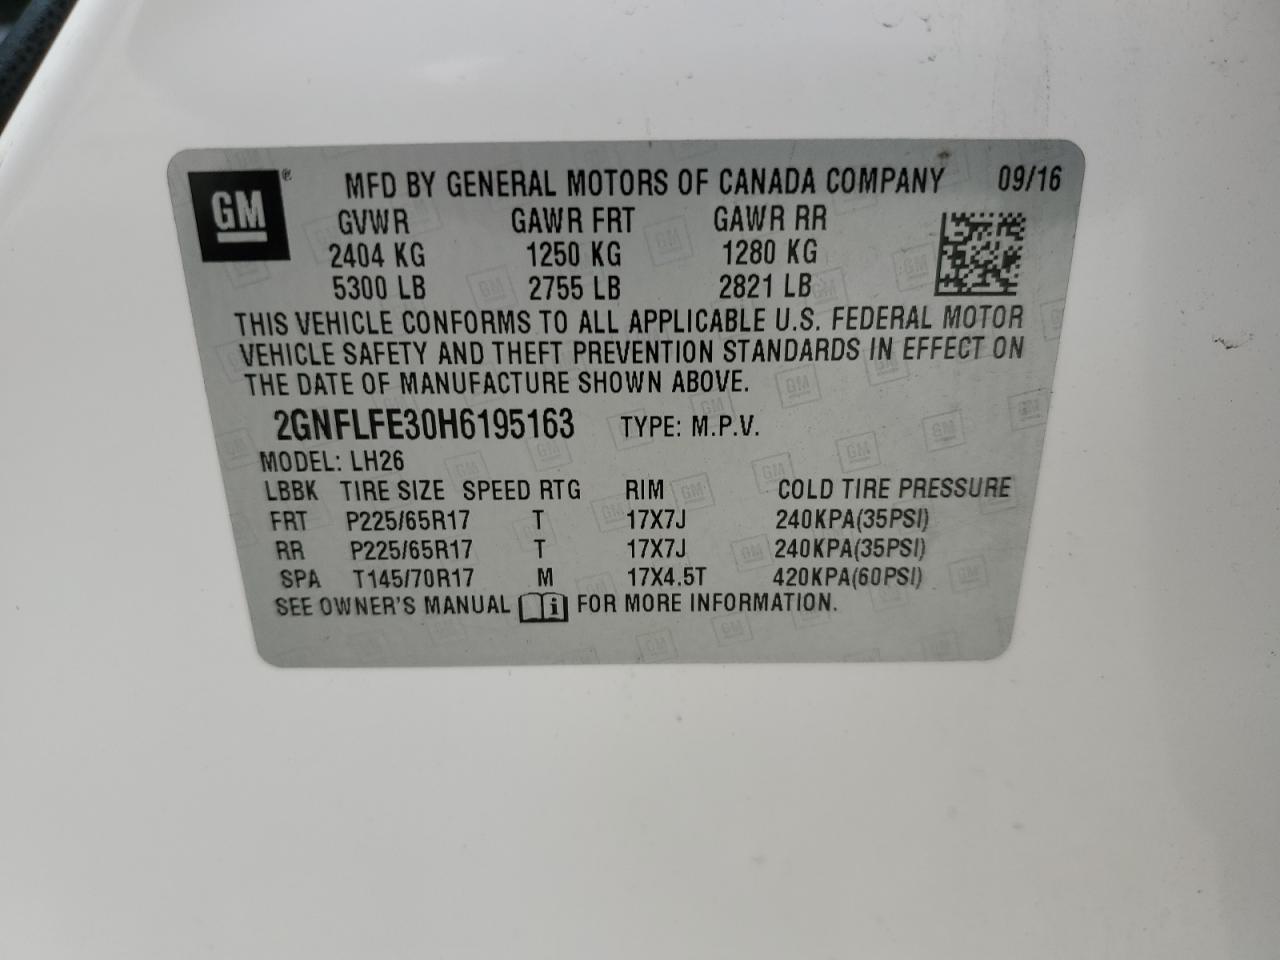 GM® MFD BY GENERAL MOTORS OF CANADA COMPANY 09/16
GVWR GAWR FRT GAWR RR
2404 KG 1250 KG 1280 KG
5300 LB 2755 LB 2821 LB
THIS VEHICLE CONFORMS TO ALL APPLICABLE U.S. FEDERAL MOTOR
VEHICLE SAFETY AND THEFT PREVENTION STANDARDS IN EFFECT ON
THE DATE OF MANUFACTURE SHOWN ABOVE.
2GNFLFE30H6195163 TYPE: M.P.V.
MODEL: LH26
LBBK TIRE SIZE SPEED RTG RIM COLD TIRE PRESSURE
FRT P225/65R17 T 17X7J 240KPA(35PSI)
RR P225/65R17 T 17X7J 240KPA(35PSI)
SPA T145/70R17 M 17X4.5T 420KPA(60PSI)
SEE OWNER'S MANUAL i FOR MORE INFORMATION.